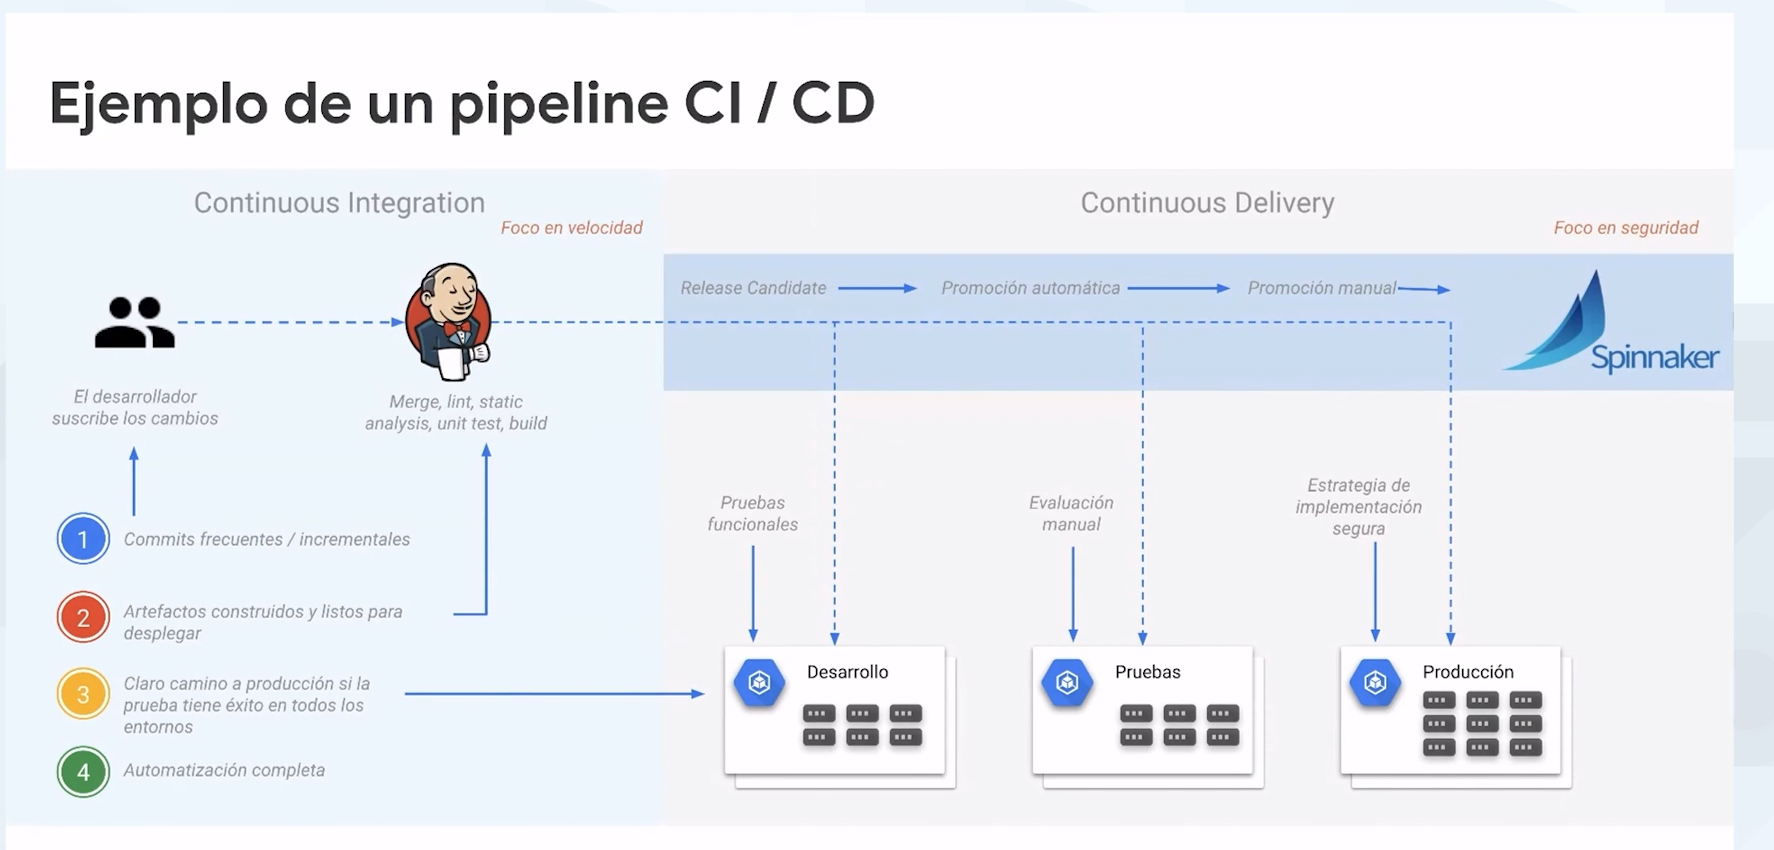 Ejemplo de un pipeline CI / CD
Continuous Integration
Foco en velocidad
Continuous Delivery
Foco en seguridad
Release Candidate
Promoción automática
Promoción manual
Spinnaker
El desarrollador
suscribe los cambios
Merge, lint, static
analysis, unit test, build
1
Commits frecuentes / incrementales
2
Artefactos construidos y listos para
desplegar
3
Claro camino a producción si la
prueba tiene éxito en todos los
entornos
4
Automatización completa
Pruebas
funcionales
Evaluación
manual
Estrategia de
implementación
segura
Desarrollo
Pruebas
Producción